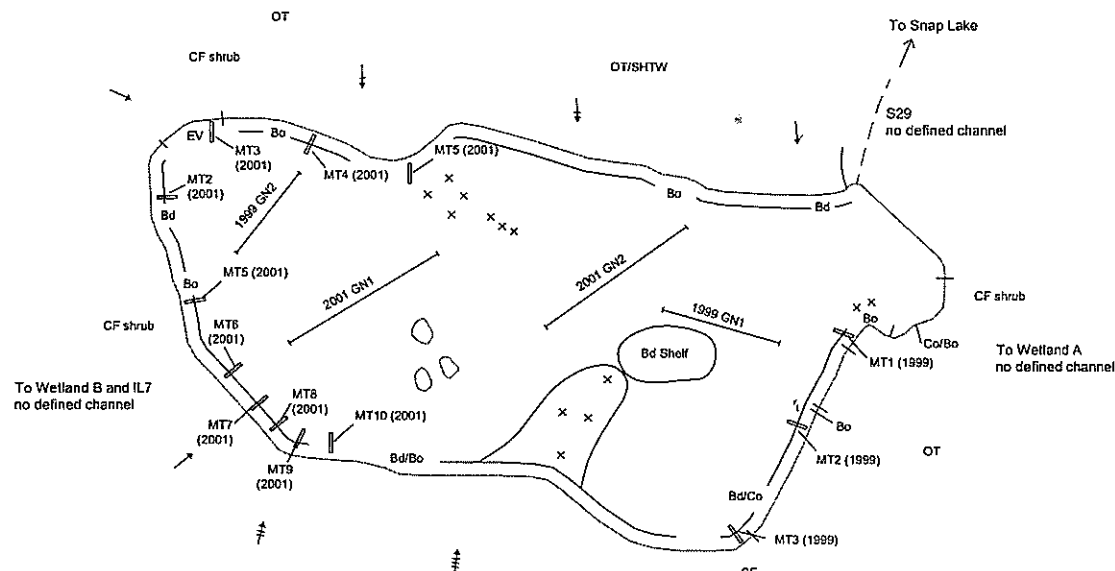 OT
To Snap Lake
CF shrub
OT/SHTW
S29
no defined channel
EV
Bo
MT3
(2001)
MT4 (2001)
MT5 (2001)
MT2
(2001)
Bd
1999 GN2
Bo
Bd
Bo
MT5 (2001)
2001 GN1
2001 GN2
CF shrub
CF shrub
1999 GN1
Bo
Co/Bo
MT6
(2001)
Bd Shelf
MT1 (1999)
To Wetland A
no defined channel
To Wetland B and IL7
no defined channel
MT8
(2001)
MT7
(2001)
MT10 (2001)
Bo
MT9
(2001)
Bd/Bo
MT2 (1999)
OT
Bd/Co
MT3 (1999)